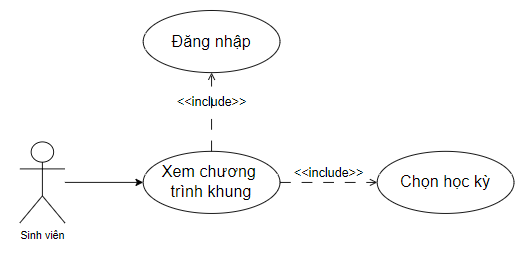 Đăng nhập
<<include>>
Xem chương
trình khung
<<include>>
Chọn học kỳ
Sinh viên